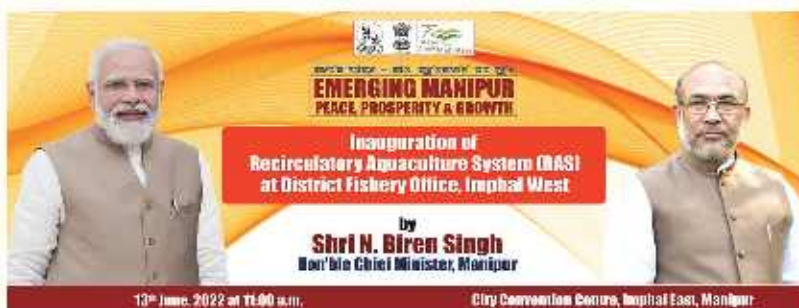 EMERGING MANIPUR
PEACE, PROSPERITY & GROWTH
Inauguration of
Recirculatory Aquaculture System (RAS)
at District Fishery Office, Imphal West
by
Shri N. Biren Singh
Hon'ble Chief Minister, Manipur
13th June, 2022 at 11:00 a.m.
City Convention Centre, Imphal East, Manipur